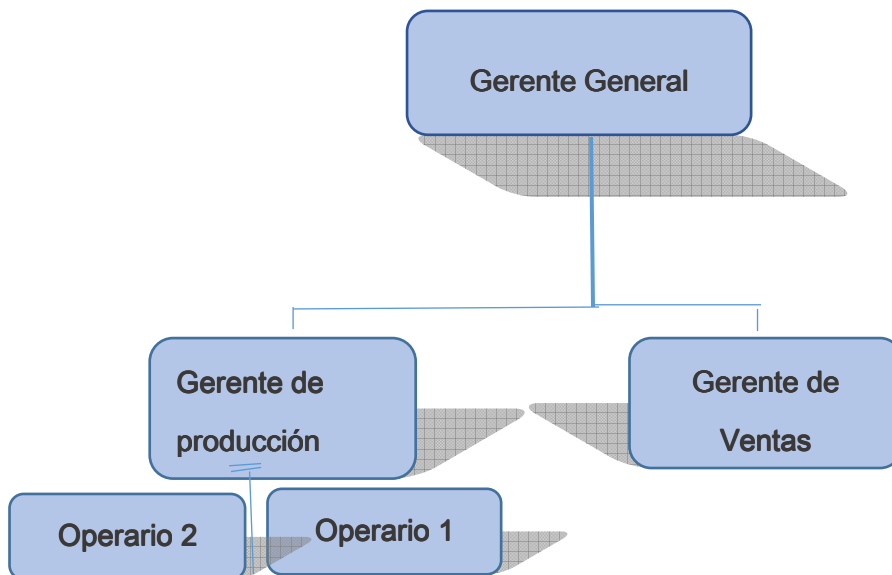 Gerente General
Gerente de
producción
Gerente de
Ventas
Operario 2
Operario 1